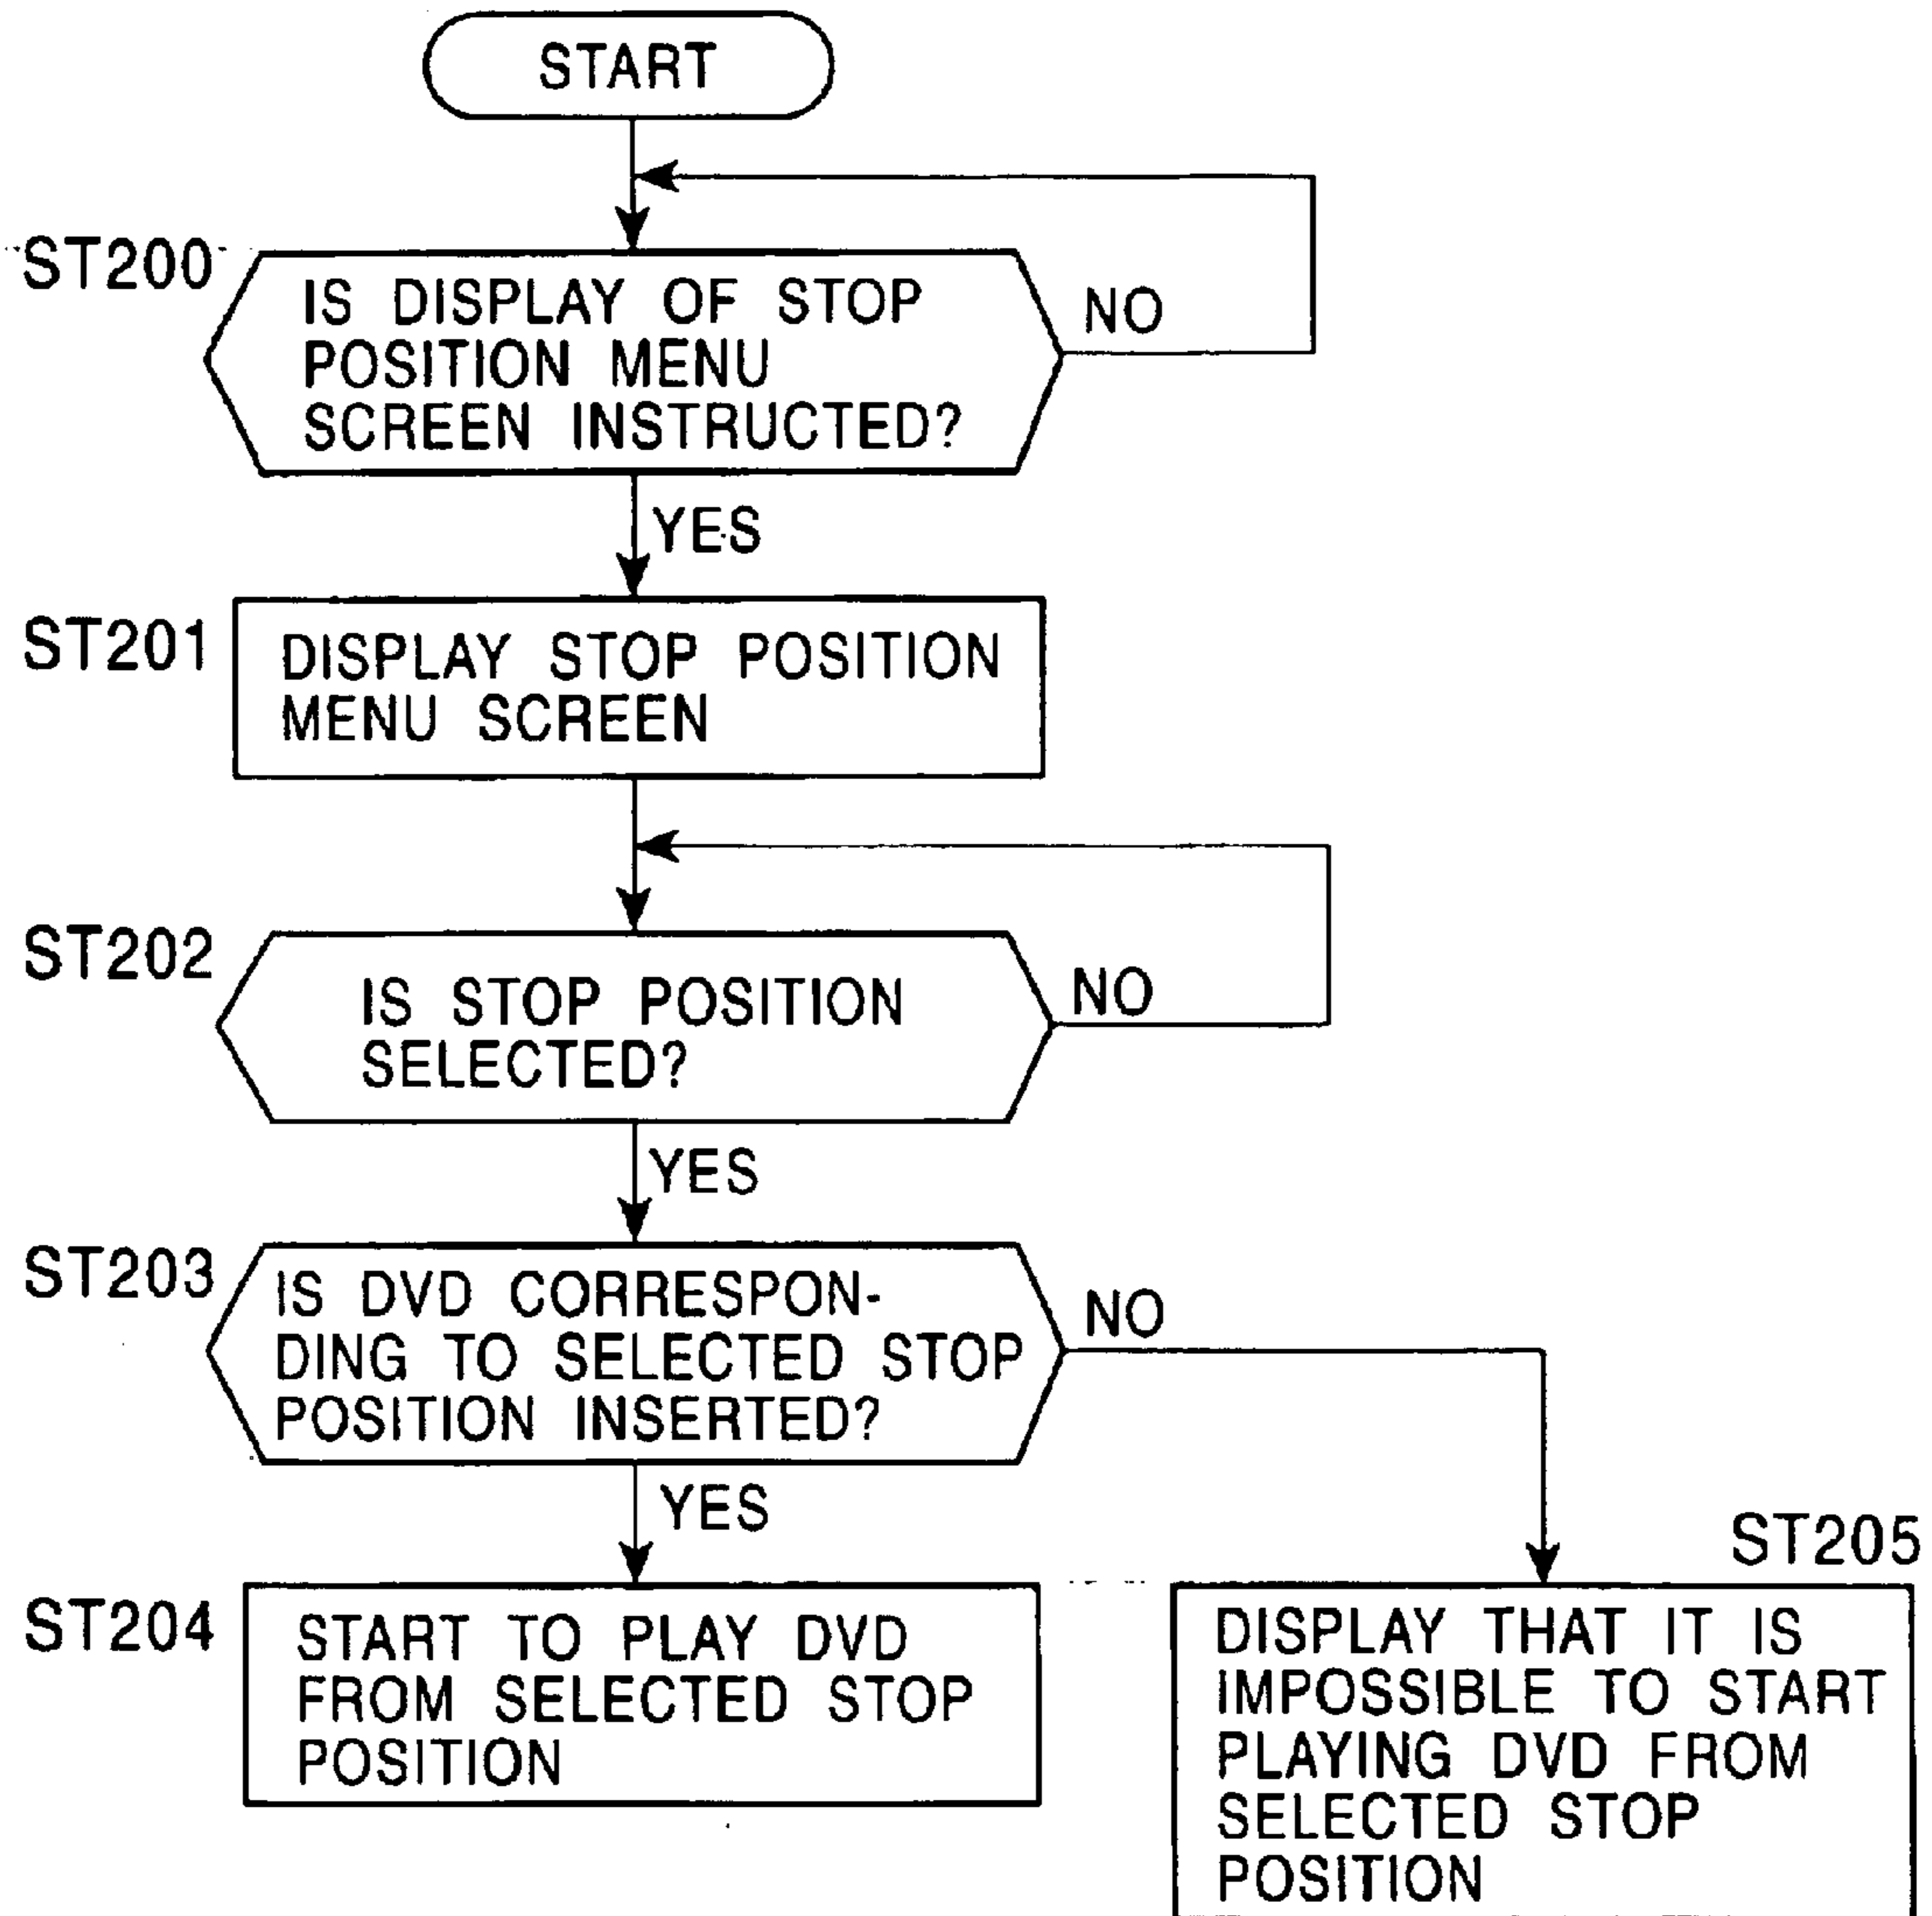 START
ST200
IS DISPLAY OF STOP
POSITION MENU
SCREEN INSTRUCTED?
NO
YES
ST201
DISPLAY STOP POSITION
MENU SCREEN
ST202
IS STOP POSITION
SELECTED?
NO
YES
ST203
IS DVD CORRESPON-
DING TO SELECTED STOP
POSITION INSERTED?
NO
YES
ST204
START TO PLAY DVD
FROM SELECTED STOP
POSITION
ST205
DISPLAY THAT IT IS
IMPOSSIBLE TO START
PLAYING DVD FROM
SELECTED STOP
POSITION